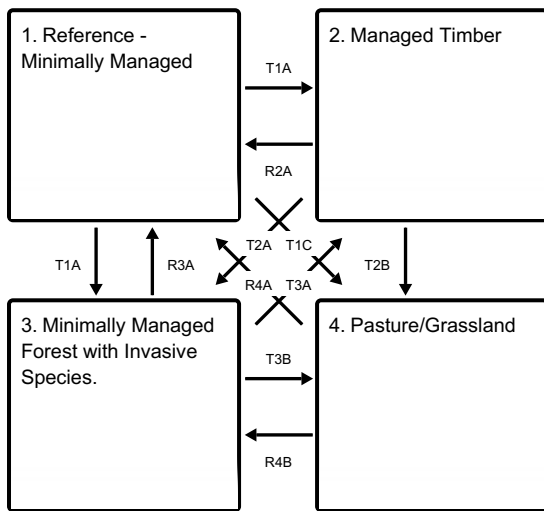 1. Reference -
Minimally Managed
2. Managed Timber
T1A
R2A
T1A
R3A
T2A
T1C
T2B
R4A
T3A
3. Minimally Managed
Forest with Invasive
Species.
4. Pasture/Grassland
T3B
R4B